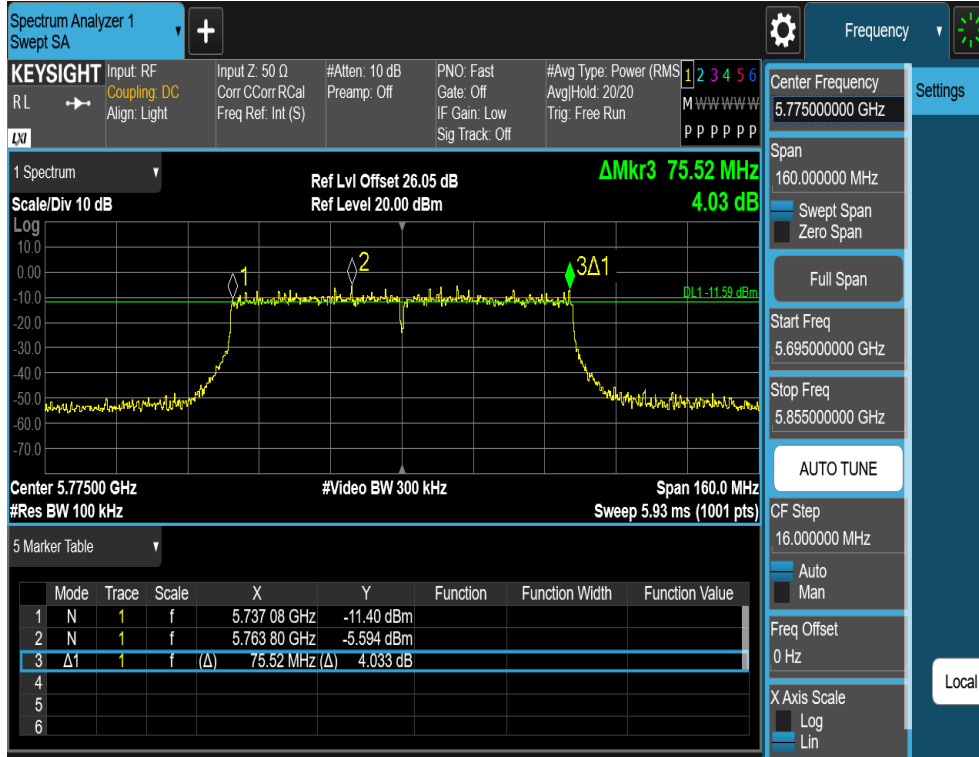 Spectrum Analyzer 1
Swept SA
+
Frequency
KEYSIGHT
RL
LXI
Input: RF
Coupling: DC
Align: Light
Input Z: 50 Ω
Corr CCorr RCal
Freq Ref: Int (S)
#Atten: 10 dB
Preamp: Off
PNO: Fast
Gate: Off
IF Gain: Low
Sig Track: Off
#Avg Type: Power (RMS
Avg|Hold: 20/20
Trig: Free Run
1 2 3 4 5 6
M W W W W W
P P P P P P
Center Frequency
5.775000000 GHz
Settings
1 Spectrum
Scale/Div 10 dB
Ref Lvl Offset 26.05 dB
Ref Level 20.00 dBm
ΔMkr3 75.52 MHz
4.03 dB
Span
160.000000 MHz
Swept Span
Zero Span
Log
10.0
0.00
-10.0
-20.0
-30.0
-40.0
-50.0
-60.0
-70.0
1
2
3Δ1
DL1 -11.59 dBm
Full Span
Start Freq
5.695000000 GHz
Stop Freq
5.855000000 GHz
AUTO TUNE
Center 5.77500 GHz
#Video BW 300 kHz
Span 160.0 MHz
#Res BW 100 kHz
Sweep 5.93 ms (1001 pts)
CF Step
16.000000 MHz
Auto
Man
5 Marker Table
Mode Trace Scale X Y Function Function Width Function Value
1 N 1 f 5.737 08 GHz -11.40 dBm
2 N 1 f 5.763 80 GHz -5.594 dBm
3 Δ1 1 f (Δ) 75.52 MHz (Δ) 4.033 dB
4
5
6
Freq Offset
0 Hz
Local
X Axis Scale
Log
Lin